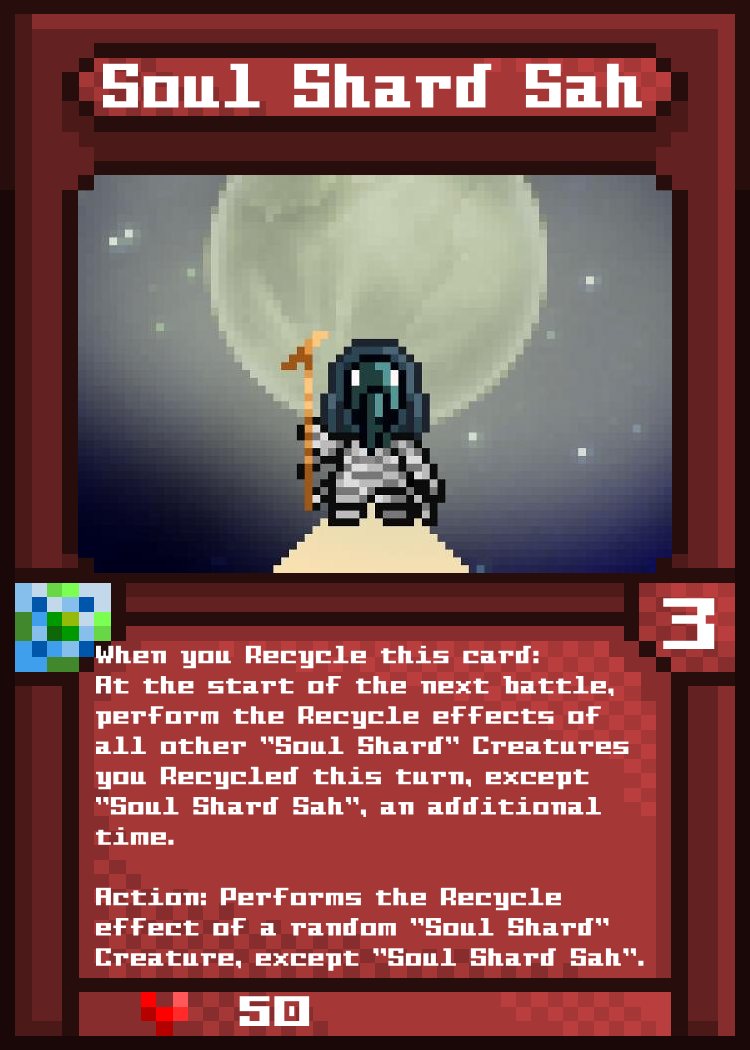 Soul Shard Sah
3
When you Recycle this card:
At the start of the next battle,
perform the Recycle effects of
all other "Soul Shard" Creatures
you Recycled this turn, except
"Soul Shard Sah", an additional
time.
Action: Performs the Recycle
effect of a random "Soul Shard"
Creature, except "Soul Shard Sah".
50